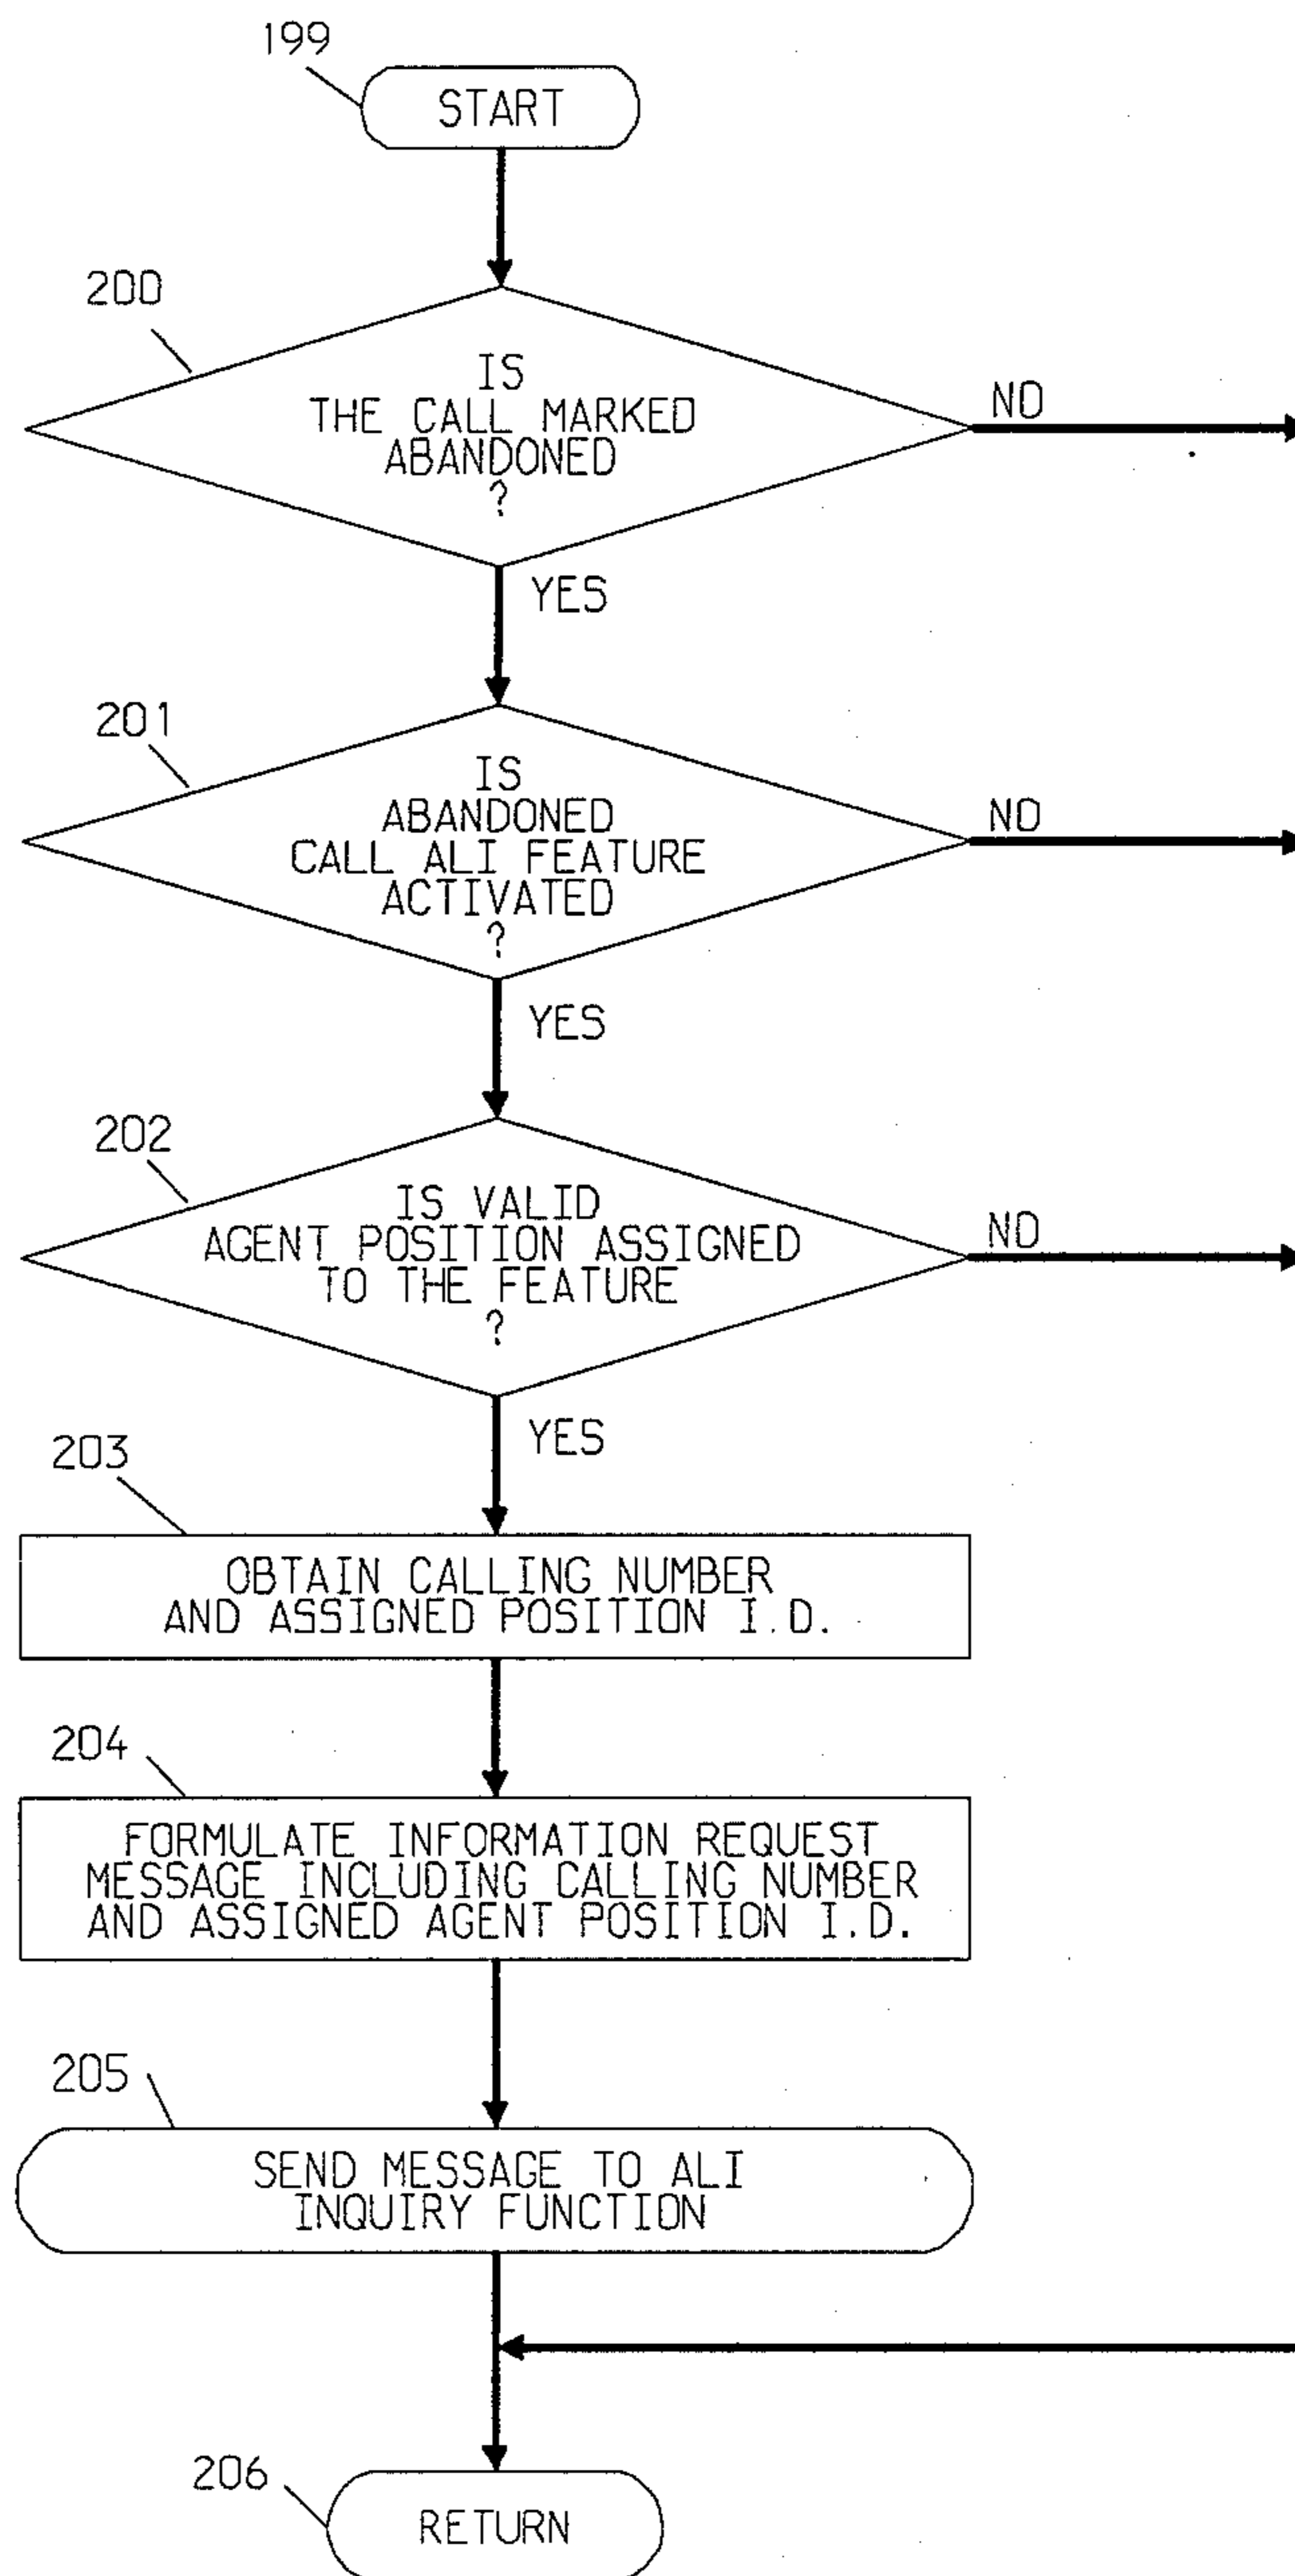 199
START
200
IS
THE CALL MARKED
ABANDONED
?
NO
YES
201
IS
ABANDONED
CALL ALI FEATURE
ACTIVATED
?
NO
YES
202
IS VALID
AGENT POSITION ASSIGNED
TO THE FEATURE
?
NO
YES
203
OBTAIN CALLING NUMBER
AND ASSIGNED POSITION I.D.
204
FORMULATE INFORMATION REQUEST
MESSAGE INCLUDING CALLING NUMBER
AND ASSIGNED AGENT POSITION I.D.
205
SEND MESSAGE TO ALI
INQUIRY FUNCTION
206
RETURN